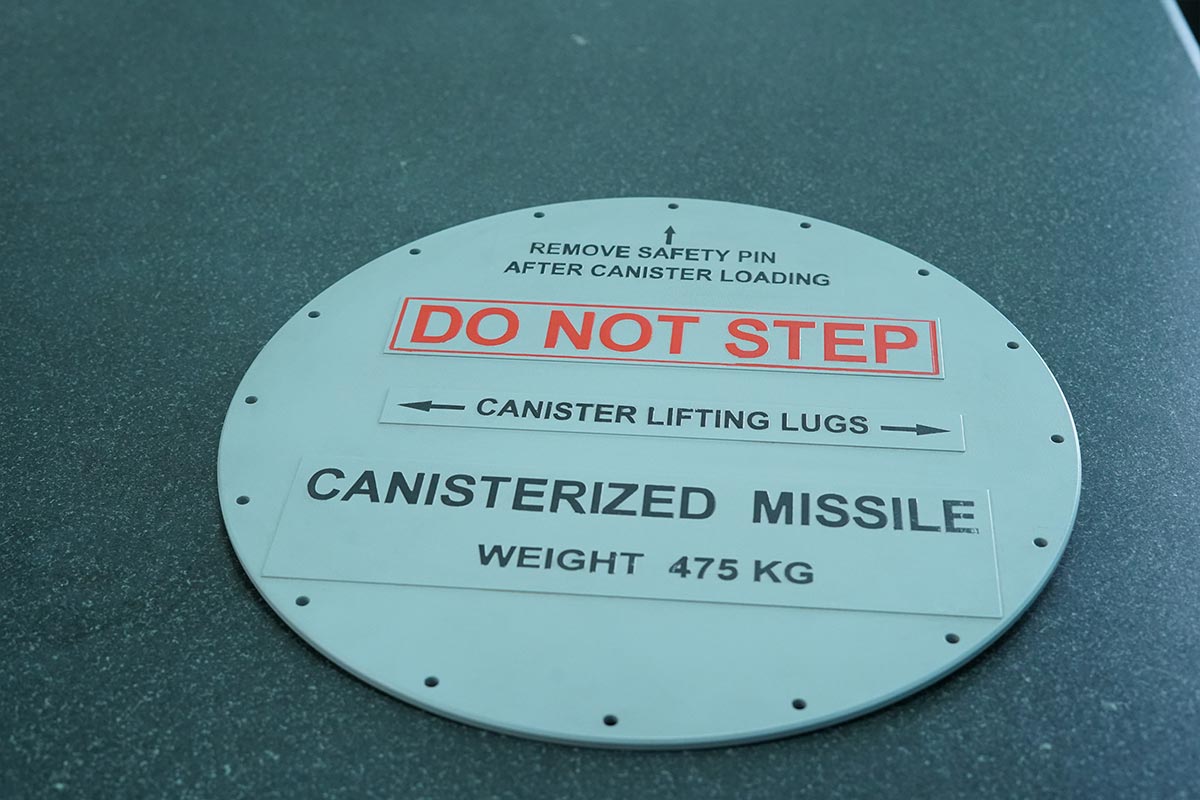 REMOVE SAFETY PIN
AFTER CANISTER LOADING
DO NOT STEP
CANISTER LIFTING LUGS
CANISTERIZED MISSILE
WEIGHT 475 KG